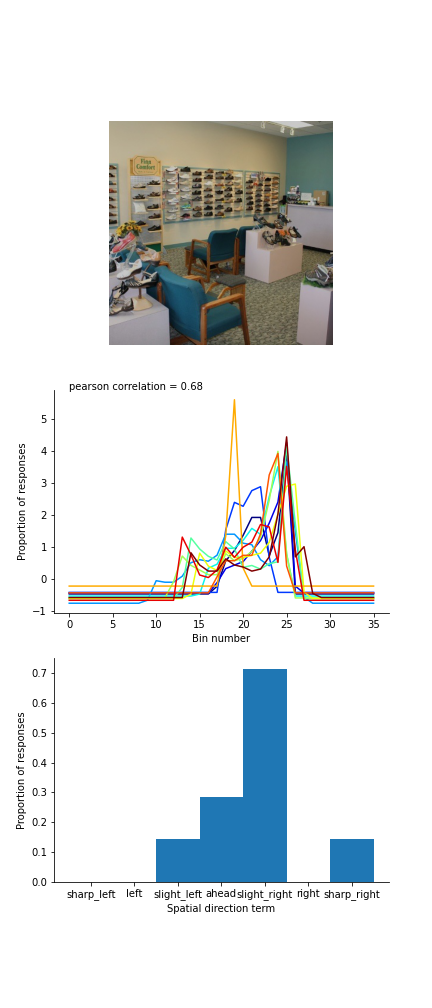 Fina
Comfort
pearson correlation = 0.68
Proportion of responses
5
4
3
2
1
0
−1
0 5 10 15 20 25 30 35
Bin number
Proportion of responses
0.7
0.6
0.5
0.4
0.3
0.2
0.1
0.0
sharp_left left slight_left ahead slight_right right sharp_right
Spatial direction term